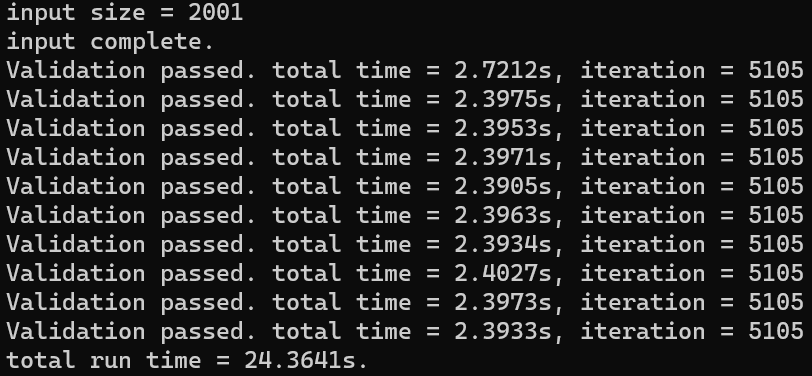 input size = 2001
input complete.
Validation passed. total time = 2.7212s, iteration = 5105
Validation passed. total time = 2.3975s, iteration = 5105
Validation passed. total time = 2.3953s, iteration = 5105
Validation passed. total time = 2.3971s, iteration = 5105
Validation passed. total time = 2.3905s, iteration = 5105
Validation passed. total time = 2.3963s, iteration = 5105
Validation passed. total time = 2.3934s, iteration = 5105
Validation passed. total time = 2.4027s, iteration = 5105
Validation passed. total time = 2.3973s, iteration = 5105
Validation passed. total time = 2.3933s, iteration = 5105
total run time = 24.3641s.